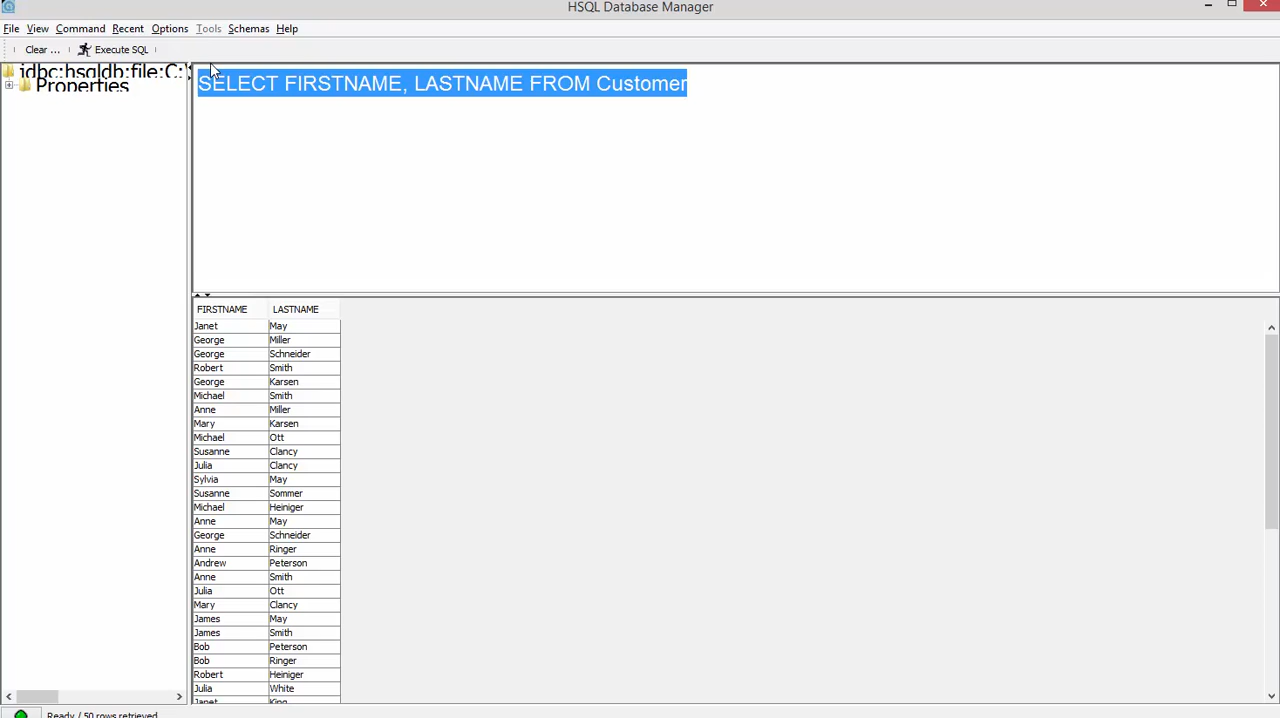 HSQL Database Manager
File View Command Recent Options Tools Schemas Help
Clear ... Execute SQL
jdbc:hsqldb:file:C:
Properties
SELECT FIRSTNAME, LASTNAME FROM Customer
FIRSTNAME LASTNAME
Janet May
George Miller
George Schneider
Robert Smith
George Karsen
Michael Smith
Anne Miller
Mary Karsen
Michael Ott
Susanne Clancy
Julia Clancy
Sylvia May
Susanne Sommer
Michael Heiniger
Anne May
George Schneider
Anne Ringer
Andrew Peterson
Anne Smith
Julia Ott
Mary Clancy
James May
James Smith
Bob Peterson
Bob Ringer
Robert Heiniger
Julia White
Janet King
Ready / 50 rows retrieved